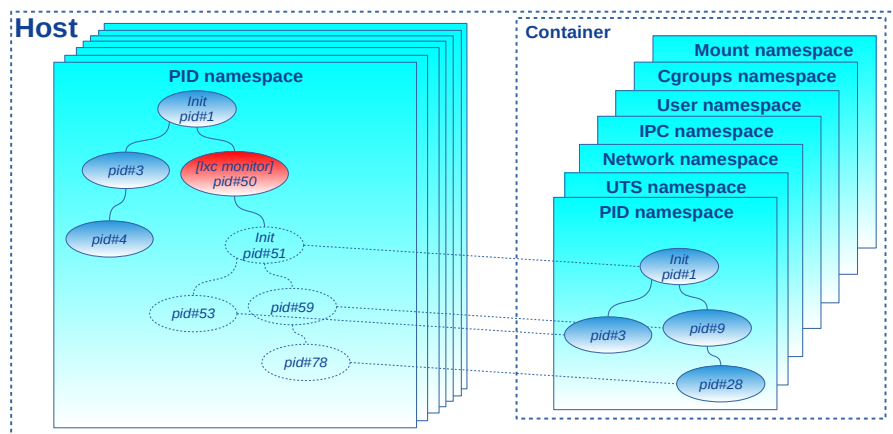 Host
PID namespace
Init
pid#1
pid#3
[lxc monitor]
pid#50
pid#4
Init
pid#51
pid#53
pid#59
pid#78
Container
Mount namespace
Cgroups namespace
User namespace
IPC namespace
Network namespace
UTS namespace
PID namespace
Init
pid#1
pid#3
pid#9
pid#28